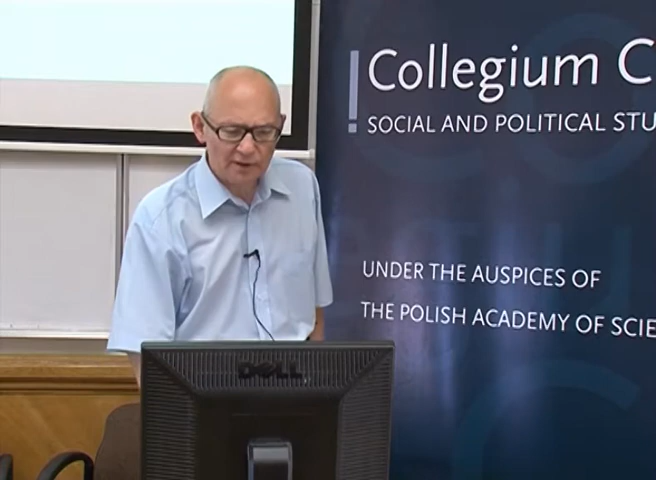 Collegium C
SOCIAL AND POLITICAL STU
UNDER THE AUSPICES OF
THE POLISH ACADEMY OF SCIE
DELL